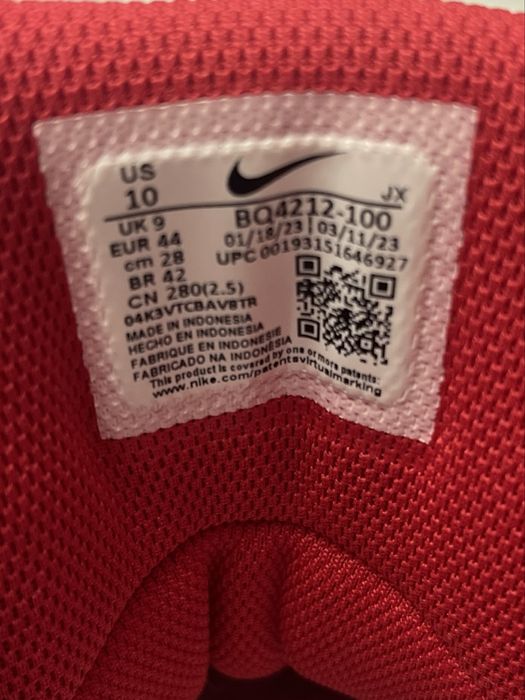 US
10
JX
UK 9
BQ4212-100
EUR 44
01/18/23 | 03/11/23
cm 28
UPC 00193151646927
BR 42
CN 280(2.5)
04K3VTCBAVBTR
MADE IN INDONESIA
HECHO EN INDONESIA
FABRIQUE EN INDONESIE
FABRICADO NA INDONÉSIA
This product is covered by one or more patents:
www.nike.com/patentsvirtualmarking